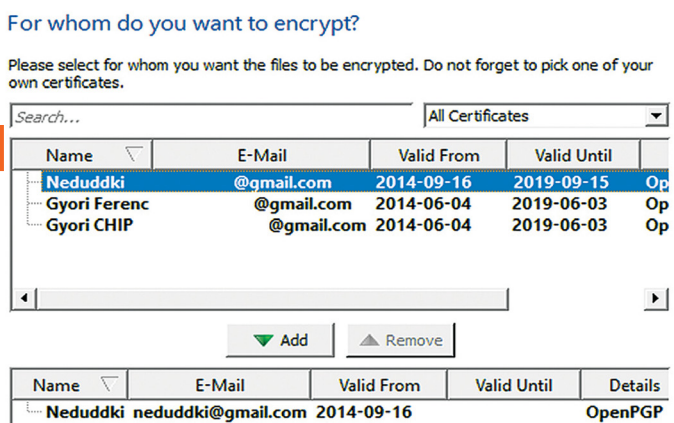 For whom do you want to encrypt?
Please select for whom you want the files to be encrypted. Do not forget to pick one of your
own certificates.
Search... All Certificates
Name E-Mail Valid From Valid Until
Neduddki @gmail.com 2014-09-16 2019-09-15 Op
Gyori Ferenc @gmail.com 2014-06-04 2019-06-03 Op
Gyori CHIP @gmail.com 2014-06-04 2019-06-03 Op
Add Remove
Name E-Mail Valid From Valid Until Details
Neduddki neduddki@gmail.com 2014-09-16 OpenPGP